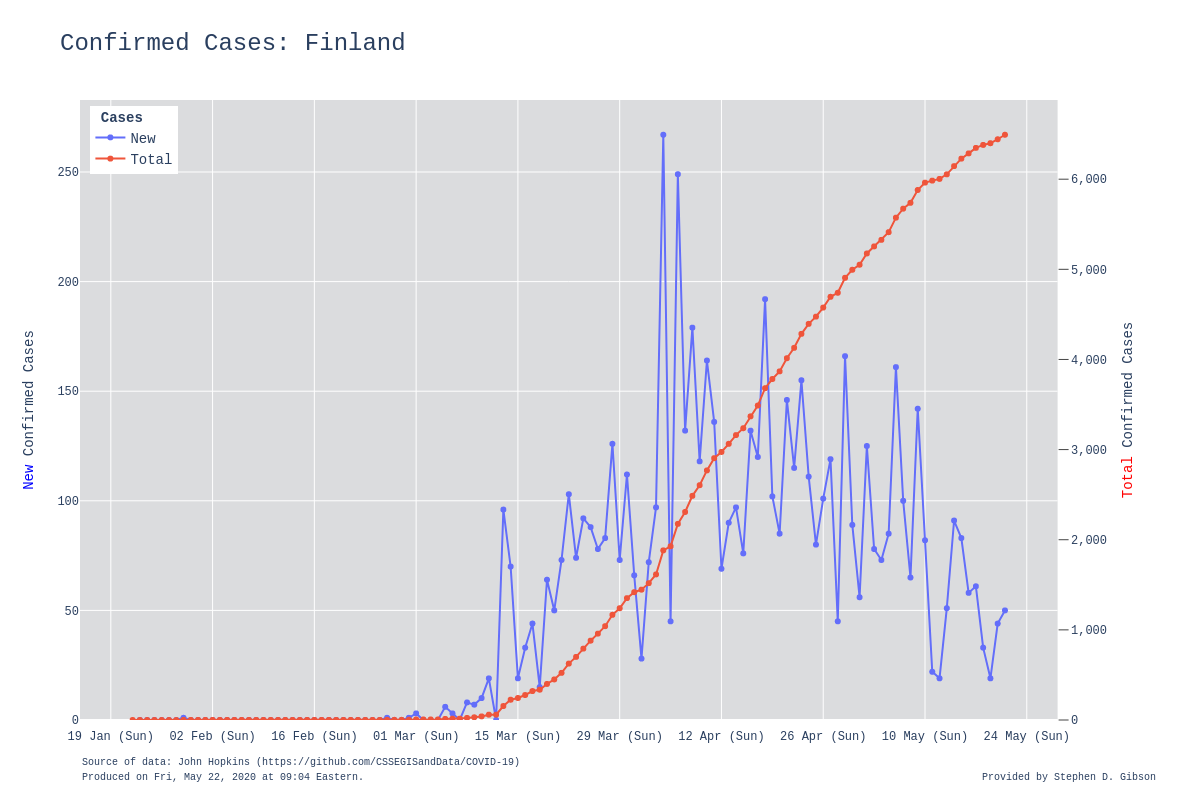 Confirmed Cases: Finland
Cases
New
Total
250
200
150
100
50
0
6,000
5,000
4,000
3,000
2,000
1,000
0
New Confirmed Cases
Total Confirmed Cases
19 Jan (Sun) 02 Feb (Sun) 16 Feb (Sun) 01 Mar (Sun) 15 Mar (Sun) 29 Mar (Sun) 12 Apr (Sun) 26 Apr (Sun) 10 May (Sun) 24 May (Sun)
Source of data: John Hopkins (https://github.com/CSSEGISandData/COVID-19)
Produced on Fri, May 22, 2020 at 09:04 Eastern.
Provided by Stephen D. Gibson